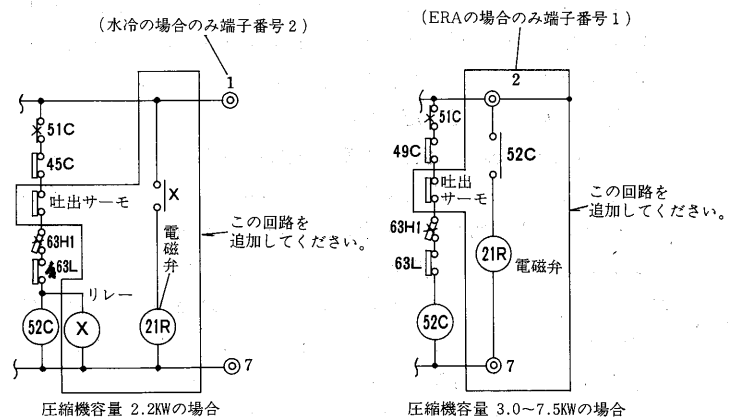 (水冷の場合のみ端子番号2)
1
51C
45C
吐出サーモ
63H1
63L
リレー
52C
X
X
電磁弁
21R
7
この回路を
追加してください。
圧縮機容量 2.2KWの場合
(ERAの場合のみ端子番号1)
2
51C
49C
52C
吐出
サーモ
63H1
63L
21R
電磁弁
52C
7
この回路を
追加してください。
圧縮機容量 3.0~7.5KWの場合